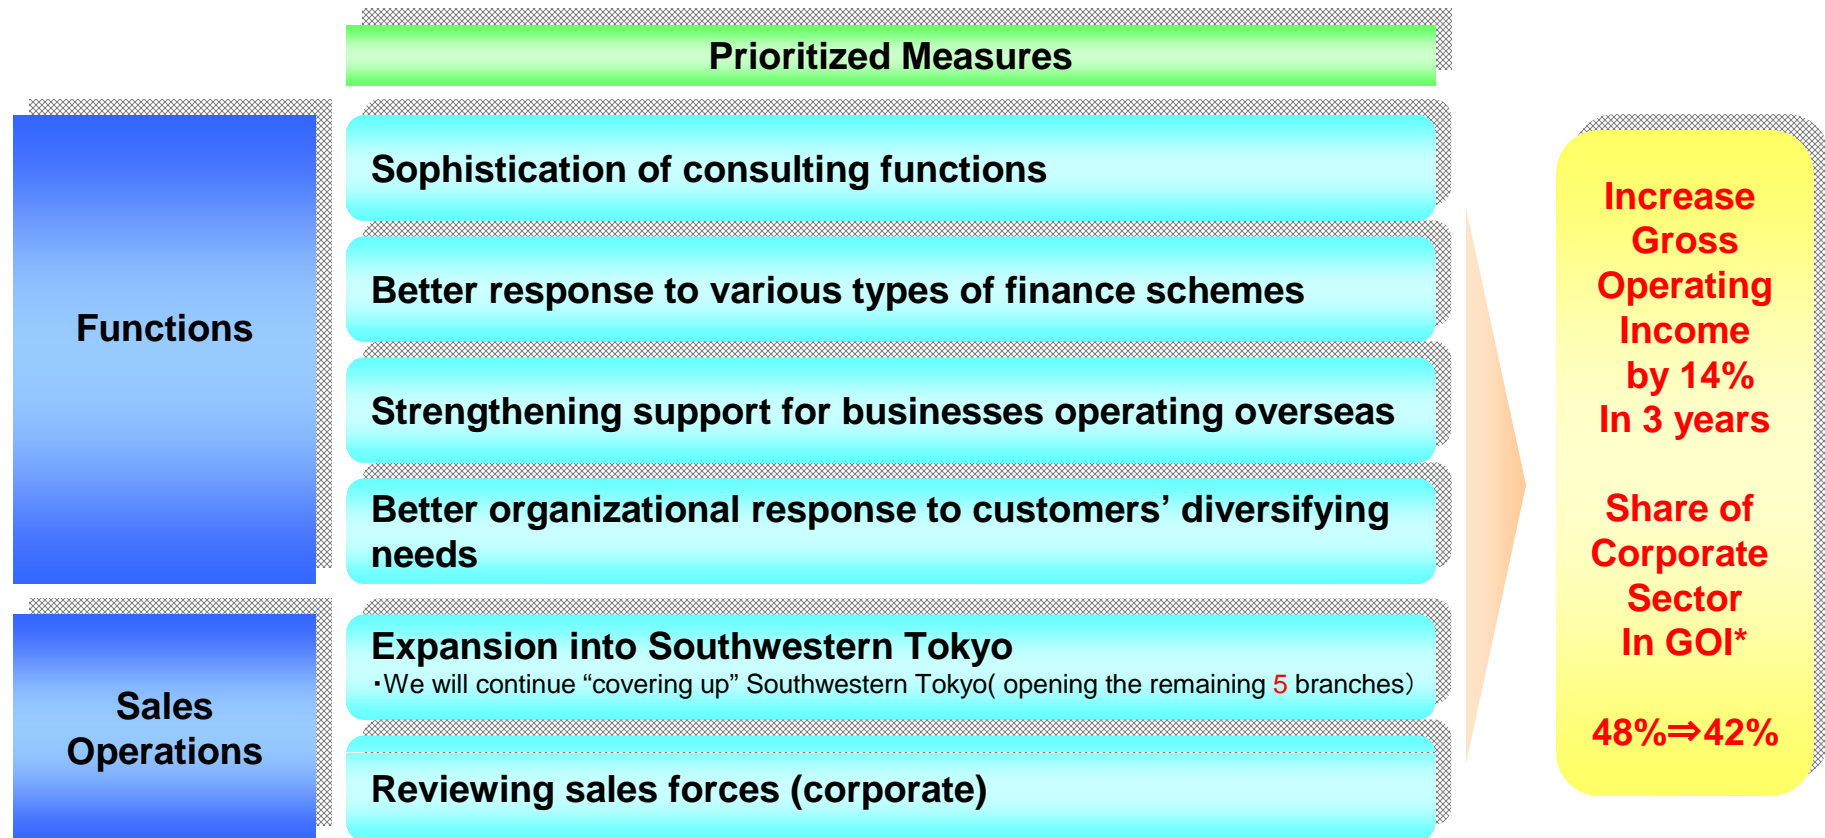 Prioritized Measures
Functions
Sophistication of consulting functions
Better response to various types of finance schemes
Strengthening support for businesses operating overseas
Better organizational response to customers’ diversifying
needs
Sales
Operations
Expansion into Southwestern Tokyo
・We will continue “covering up” Southwestern Tokyo( opening the remaining 5 branches）
Reviewing sales forces (corporate)
Increase
Gross
Operating
Income
by 14%
In 3 years
Share of
Corporate
Sector
In GOI*
48%⇒42%